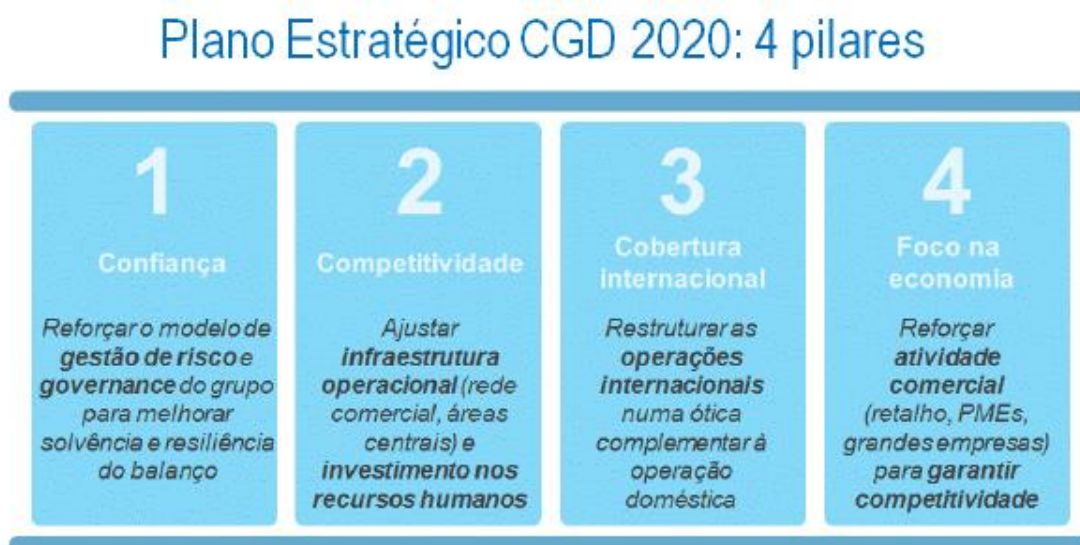 Plano Estratégico CGD 2020: 4 pilares
1
Confiança
Reforçar o modelo de
gestão de risco e
governance do grupo
para melhorar
solvência e resiliência
do balanço
2
Competitividade
Ajustar
infraestrutura
operacional (rede
comercial, áreas
centrais) e
investimento nos
recursos humanos
3
Cobertura
internacional
Restruturar as
operações
internacionais
numa ótica
complementar à
operação
doméstica
4
Foco na
economia
Reforçar
atividade
comercial
(retalho, PMEs,
grandes empresas)
para garantir
competitividade